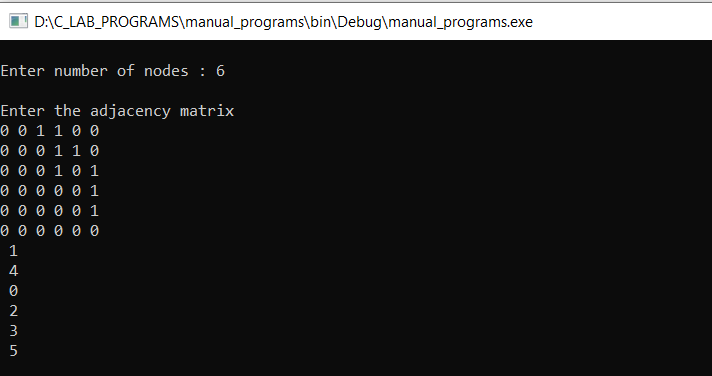 D:\C_LAB_PROGRAMS\manual_programs\bin\Debug\manual_programs.exe
Enter number of nodes : 6
Enter the adjacency matrix
0 0 1 1 0 0
0 0 0 1 1 0
0 0 0 1 0 1
0 0 0 0 0 1
0 0 0 0 0 1
0 0 0 0 0 0
1
4
0
2
3
5